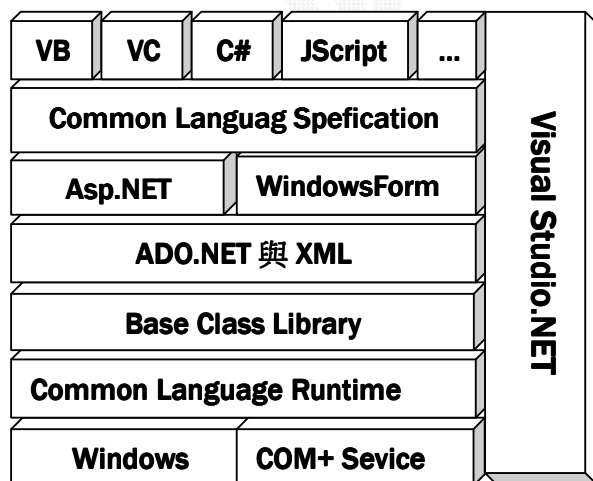 VB VC C# JScript ...
Common Languag Spefication
Asp.NET WindowsForm
ADO.NET 與 XML
Base Class Library
Common Language Runtime
Windows COM+ Sevice
Visual Studio.NET